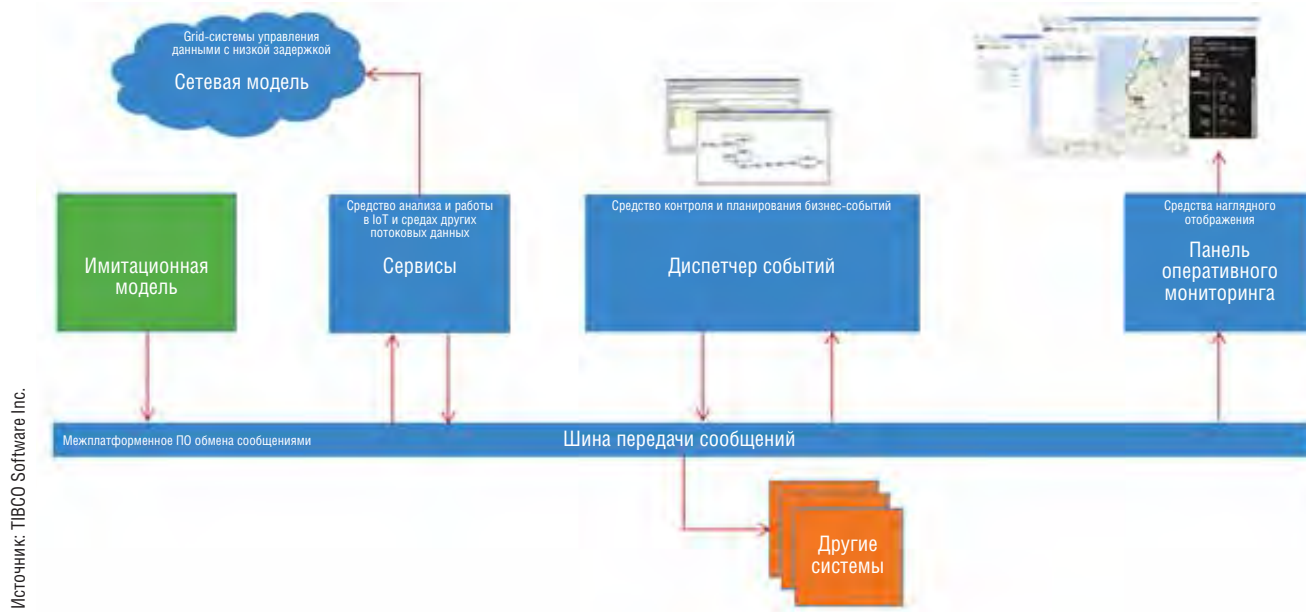 Grid-системы управления
данными с низкой задержкой
Сетевая модель
Имитационная
модель
Средство анализа и работы
в IoT и средах других
потоковых данных
Сервисы
Средство контроля и планирования бизнес-событий
Диспетчер событий
Средства наглядного
отображения
Панель
оперативного
мониторинга
Межплатформенное ПО обмена сообщениями
Шина передачи сообщений
Другие
системы
Источник: TIBCO Software Inc.